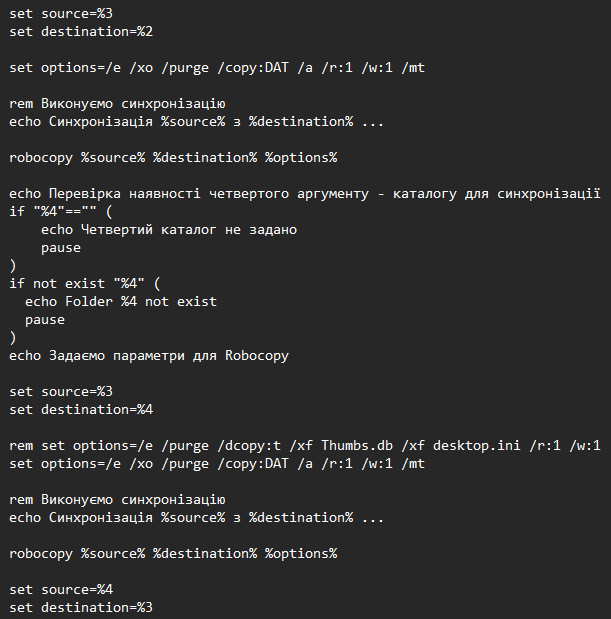 set source=%3
set destination=%2
set options=/e /xo /purge /copy:DAT /a /r:1 /w:1 /mt
rem Виконуємо синхронізацію
echo Синхронізація %source% з %destination% ...
robocopy %source% %destination% %options%
echo Перевірка наявності четвертого аргументу - каталогу для синхронізації
if "%4"=="" (
    echo Четвертий каталог не задано
    pause
)
if not exist "%4" (
  echo Folder %4 not exist
  pause
)
echo Задаємо параметри для Robocopy
set source=%3
set destination=%4
rem set options=/e /purge /dcopy:t /xf Thumbs.db /xf desktop.ini /r:1 /w:1
set options=/e /xo /purge /copy:DAT /a /r:1 /w:1 /mt
rem Виконуємо синхронізацію
echo Синхронізація %source% з %destination% ...
robocopy %source% %destination% %options%
set source=%4
set destination=%3